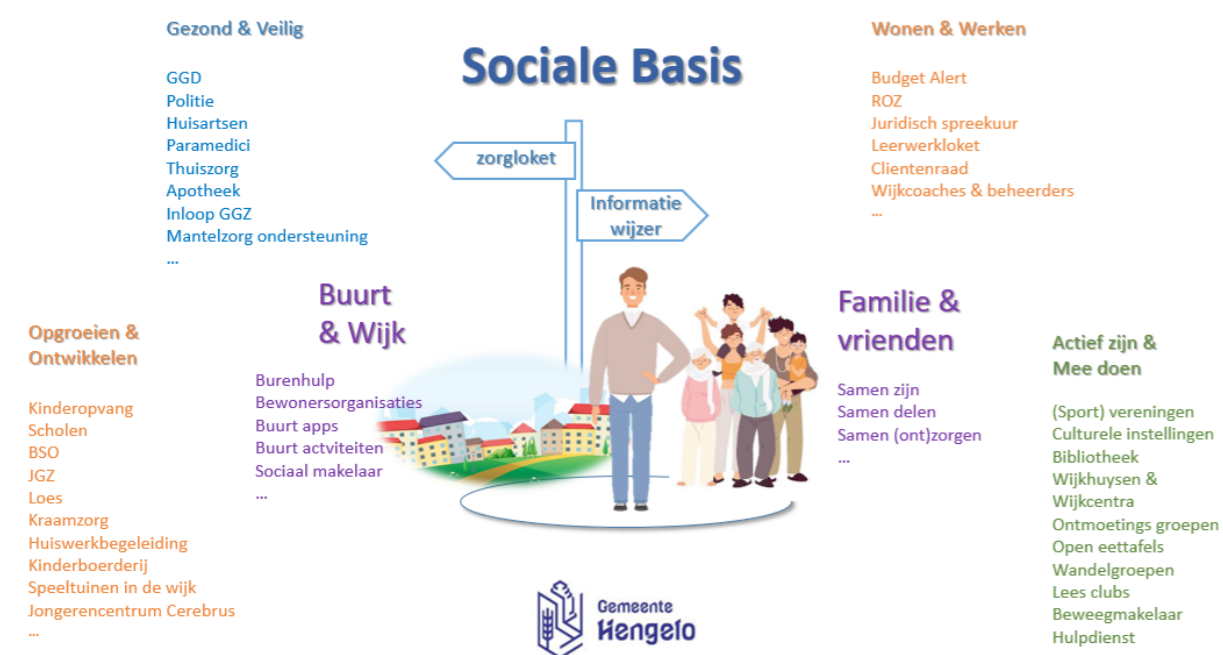 Sociale Basis
Gezond & Veilig
GGD
Politie
Huisartsen
Paramedici
Thuiszorg
Apotheek
Inloop GGZ
Mantelzorg ondersteuning
...
zorgloket
Informatie
wijzer
Wonen & Werken
Budget Alert
ROZ
Juridisch spreekuur
Leerwerkloket
Clientenraad
Wijkcoaches & beheerders
...
Opgroeien &
Ontwikkelen
Kinderopvang
Scholen
BSO
JGZ
Loes
Kraamzorg
Huiswerkbegeleiding
Kinderboerderij
Speeltuinen in de wijk
Jongerencentrum Cerebrus
...
Buurt
& Wijk
Burenhulp
Bewonersorganisaties
Buurt apps
Buurt actviteiten
Sociaal makelaar
...
Familie &
vrienden
Samen zijn
Samen delen
Samen (ont)zorgen
...
Actief zijn &
Mee doen
(Sport) vereningen
Culturele instellingen
Bibliotheek
Wijkhuysen &
Wijkcentra
Ontmoetings groepen
Open eettafels
Wandelgroepen
Lees clubs
Beweegmakelaar
Hulpdienst
Gemeente
Hengelo